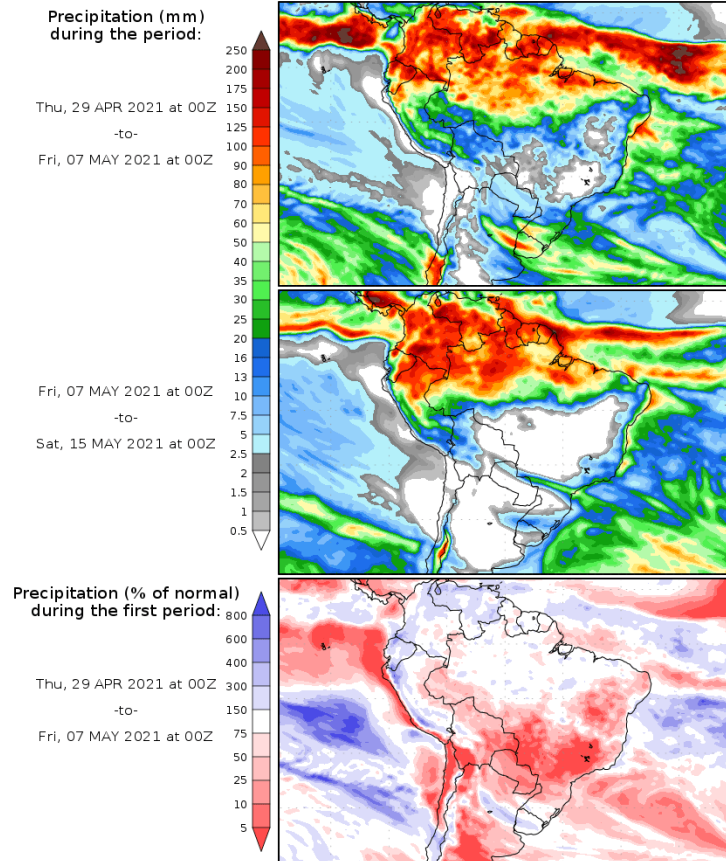 Precipitation (mm)
during the period:
Thu, 29 APR 2021 at 00Z
-to-
Fri, 07 MAY 2021 at 00Z
250
200
175
150
125
100
90
80
70
60
50
40
35
30
25
20
16
13
10
7.5
5
2.5
2
1.5
1
0.5
Fri, 07 MAY 2021 at 00Z
-to-
Sat, 15 MAY 2021 at 00Z
Precipitation (% of normal)
during the first period:
Thu, 29 APR 2021 at 00Z
-to-
Fri, 07 MAY 2021 at 00Z
800
600
400
300
150
75
50
25
10
5